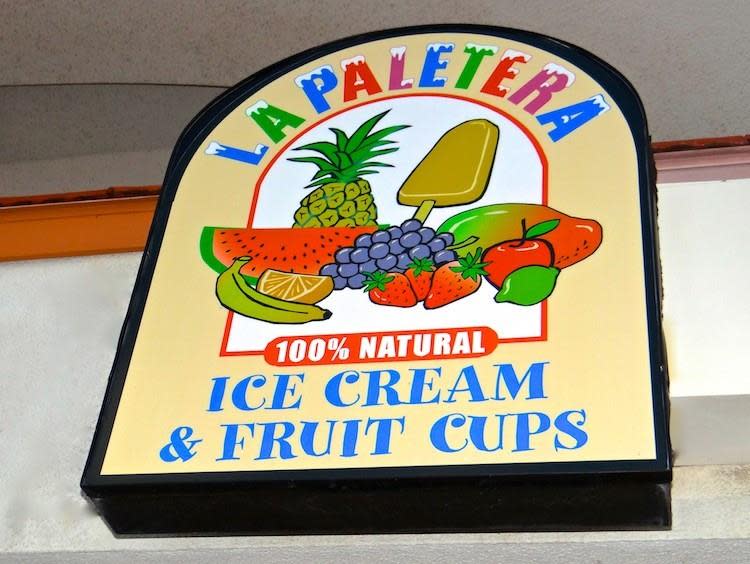 LA PALETERA
100% NATURAL
ICE CREAM
& FRUIT CUPS